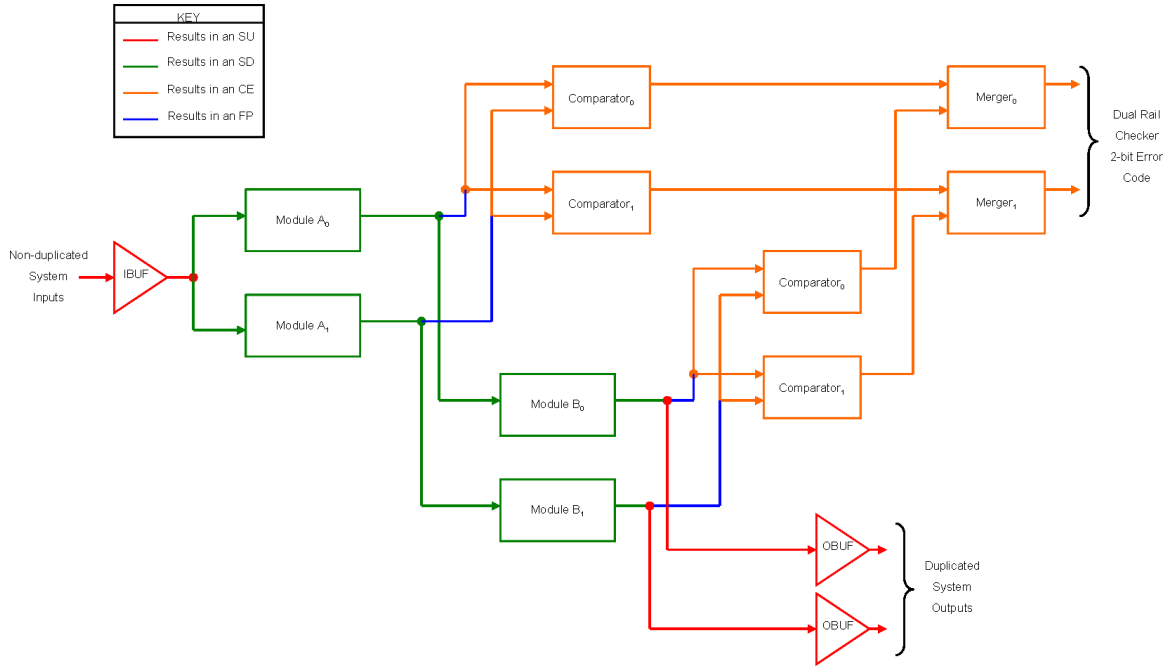 KEY
Results in an SU
Results in an SD
Results in an CE
Results in an FP
Comparator₀
Merger₀
Dual Rail
Checker
2-bit Error
Code
Comparator₁
Merger₁
Module A₀
Non-duplicated
System
Inputs
IBUF
Module A₁
Comparator₀
Comparator₁
Module B₀
Module B₁
OBUF
Duplicated
System
Outputs
OBUF